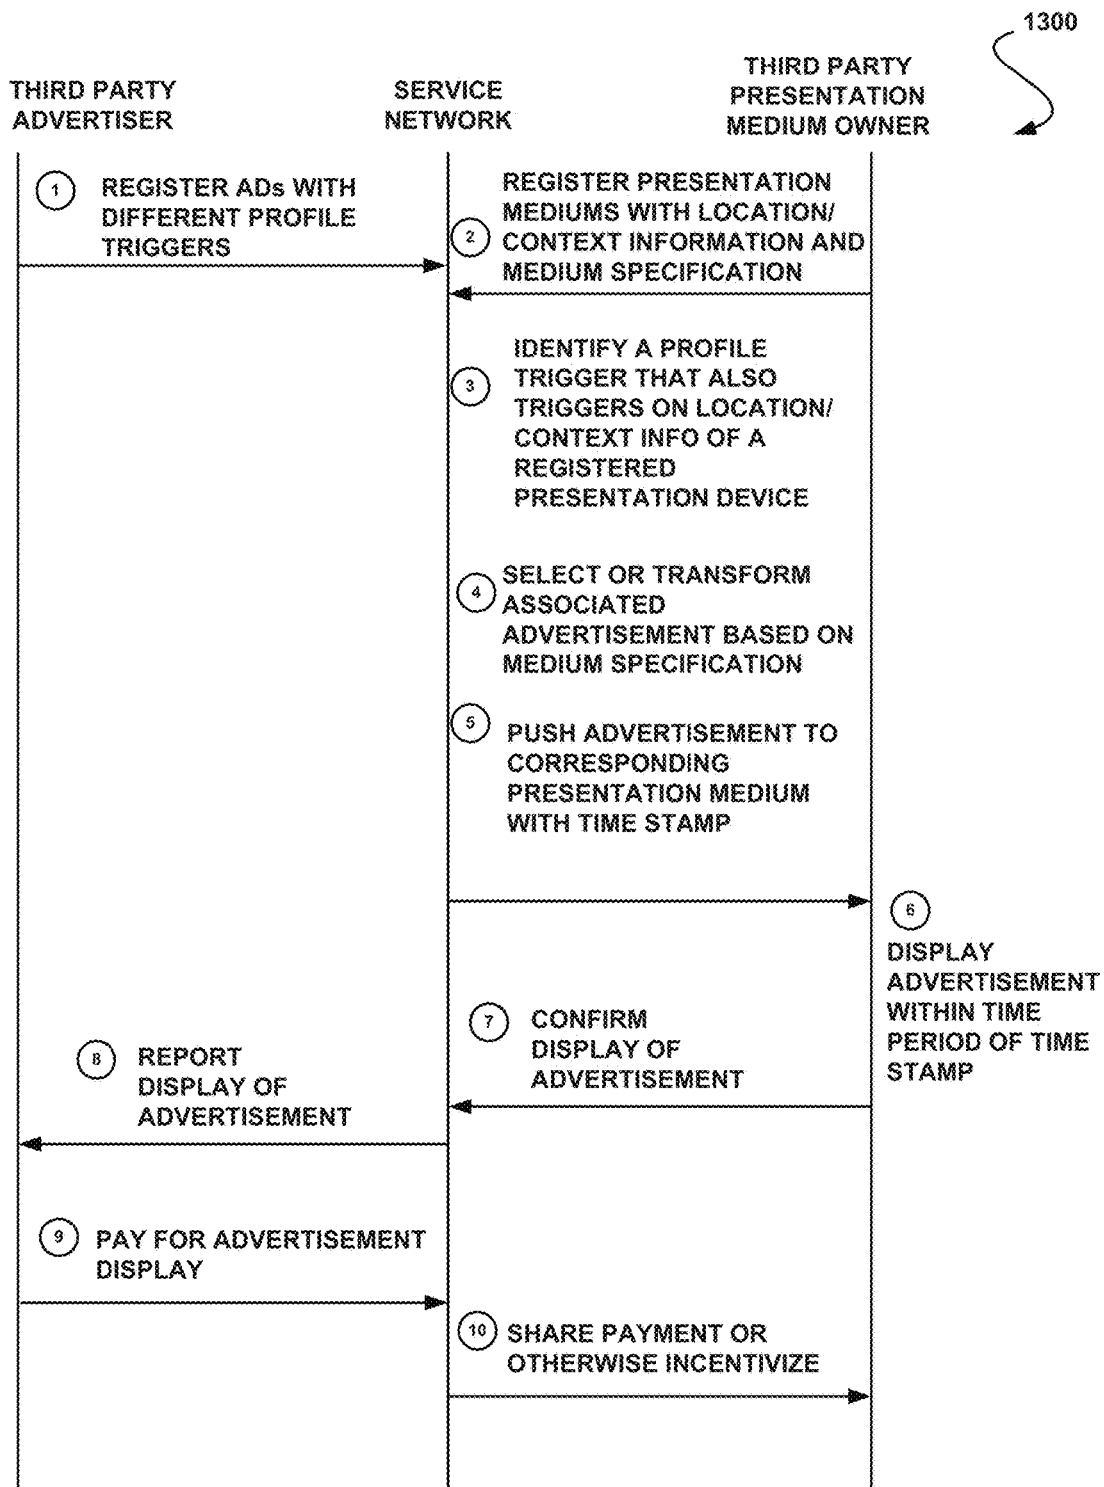 1300
THIRD PARTY
ADVERTISER
SERVICE
NETWORK
THIRD PARTY
PRESENTATION
MEDIUM OWNER
1
REGISTER ADs WITH
DIFFERENT PROFILE
TRIGGERS
2
REGISTER PRESENTATION
MEDIUMS WITH LOCATION/
CONTEXT INFORMATION AND
MEDIUM SPECIFICATION
3
IDENTIFY A PROFILE
TRIGGER THAT ALSO
TRIGGERS ON LOCATION/
CONTEXT INFO OF A
REGISTERED
PRESENTATION DEVICE
4
SELECT OR TRANSFORM
ASSOCIATED
ADVERTISEMENT BASED ON
MEDIUM SPECIFICATION
5
PUSH ADVERTISEMENT TO
CORRESPONDING
PRESENTATION MEDIUM
WITH TIME STAMP
6
DISPLAY
ADVERTISEMENT
WITHIN TIME
PERIOD OF TIME
STAMP
7
CONFIRM
DISPLAY OF
ADVERTISEMENT
8
REPORT
DISPLAY OF
ADVERTISEMENT
9
PAY FOR ADVERTISEMENT
DISPLAY
10
SHARE PAYMENT OR
OTHERWISE INCENTIVIZE